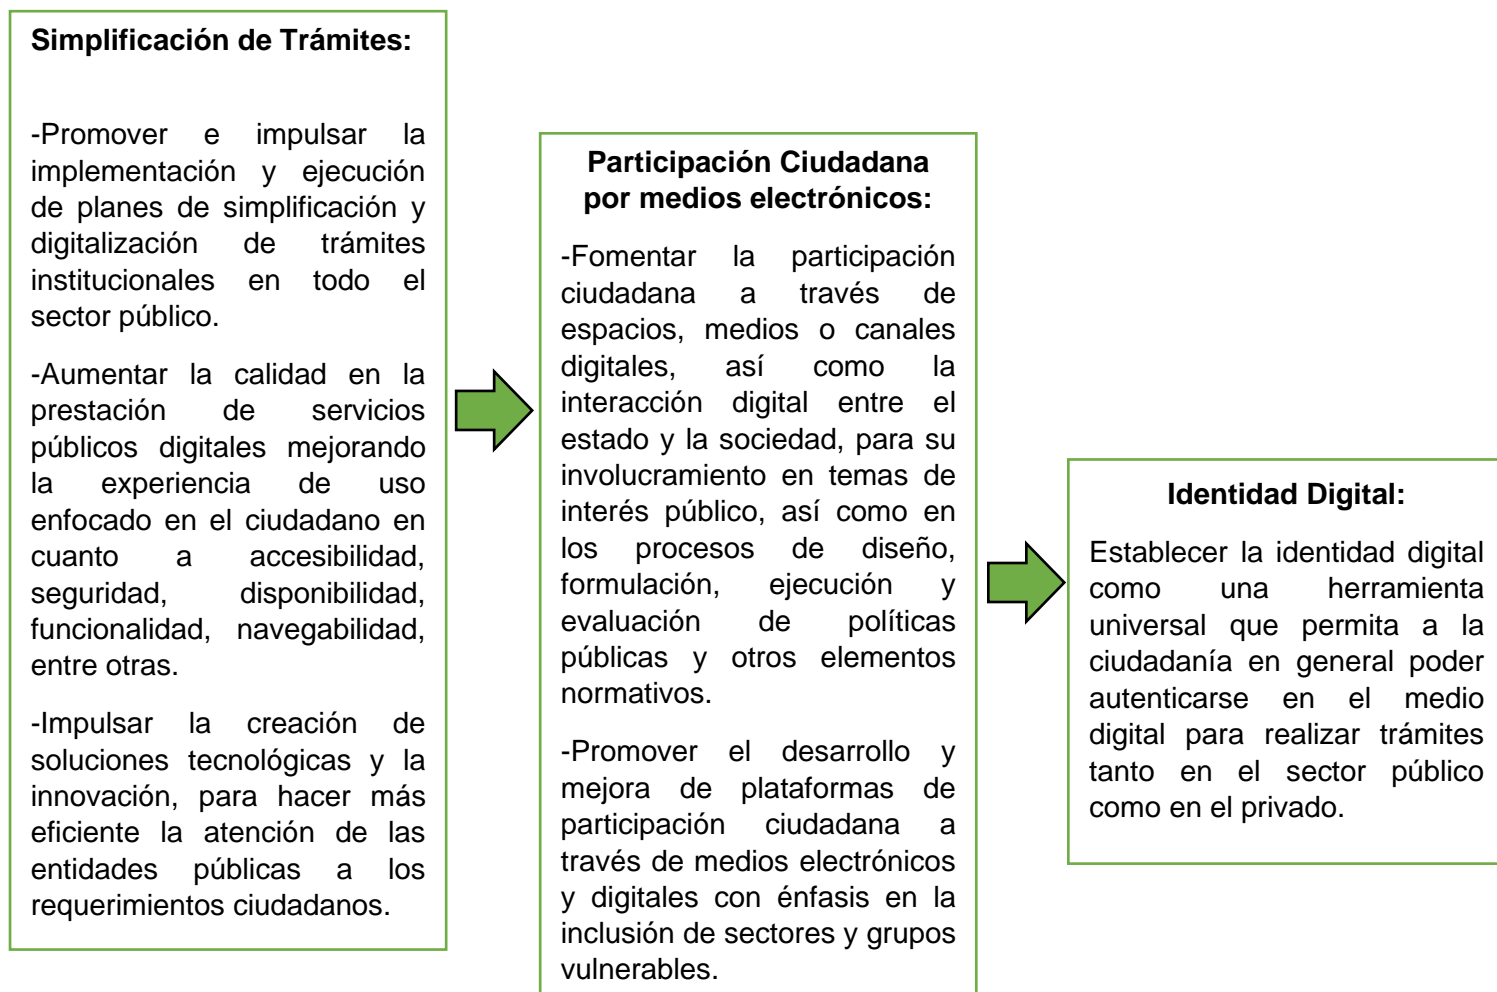 Simplificación de Trámites:
-Promover e impulsar la
implementación y ejecución
de planes de simplificación y
digitalización de trámites
institucionales en todo el
sector público.
-Aumentar la calidad en la
prestación de servicios
públicos digitales mejorando
la experiencia de uso
enfocado en el ciudadano en
cuanto a accesibilidad,
seguridad, disponibilidad,
funcionalidad, navegabilidad,
entre otras.
-Impulsar la creación de
soluciones tecnológicas y la
innovación, para hacer más
eficiente la atención de las
entidades públicas a los
requerimientos ciudadanos.
Participación Ciudadana
por medios electrónicos:
-Fomentar la participación
ciudadana a través de
espacios, medios o canales
digitales, así como la
interacción digital entre el
estado y la sociedad, para su
involucramiento en temas de
interés público, así como en
los procesos de diseño,
formulación, ejecución y
evaluación de políticas
públicas y otros elementos
normativos.
-Promover el desarrollo y
mejora de plataformas de
participación ciudadana a
través de medios electrónicos
y digitales con énfasis en la
inclusión de sectores y grupos
vulnerables.
Identidad Digital:
Establecer la identidad digital
como una herramienta
universal que permita a la
ciudadanía en general poder
autenticarse en el medio
digital para realizar trámites
tanto en el sector público
como en el privado.